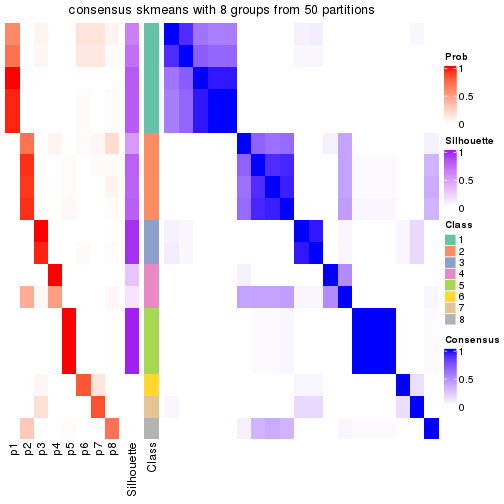 consensus skmeans with 8 groups from 50 partitions
Prob
1
0.5
0
Silhouette
1
0.5
0
Class
1
2
3
4
5
6
7
8
Consensus
1
0.5
0
p1
p2
p3
p4
p5
p6
p7
p8
Silhouette
Class